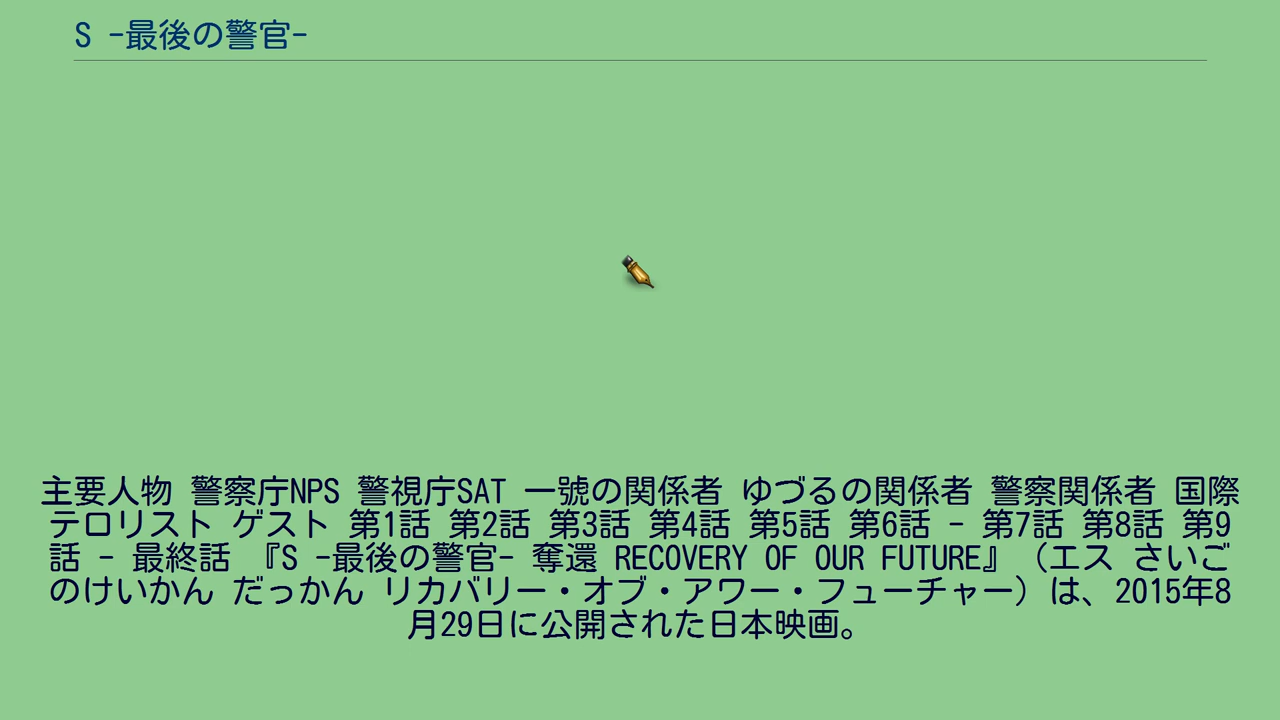 S -最後の警官-
主要人物 警察庁NPS 警視庁SAT 一號の関係者 ゆづるの関係者 警察関係者 国際
テロリスト ゲスト 第1話 第2話 第3話 第4話 第5話 第6話 - 第7話 第8話 第9
話 - 最終話 『S -最後の警官- 奪還 RECOVERY OF OUR FUTURE』（エス さいご
のけいかん だっかん リカバリー・オブ・アワー・フューチャー）は、2015年8
月29日に公開された日本映画。